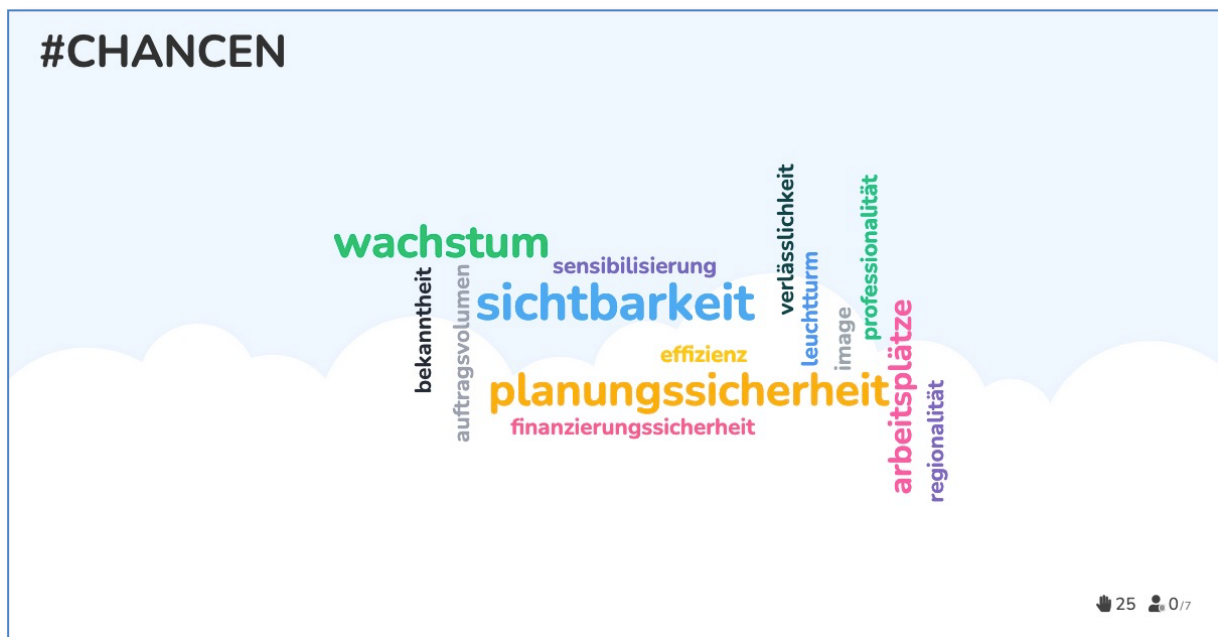 #CHANCEN
wachstum
sensibilisierung
sichtbarkeit
bekanntheit
auftragsvolumen
effizienz
planungssicherheit
finanzierungssicherheit
verlässlichkeit
leuchtturm
image
professionalität
arbeitsplätze
regionalität
25 0/7